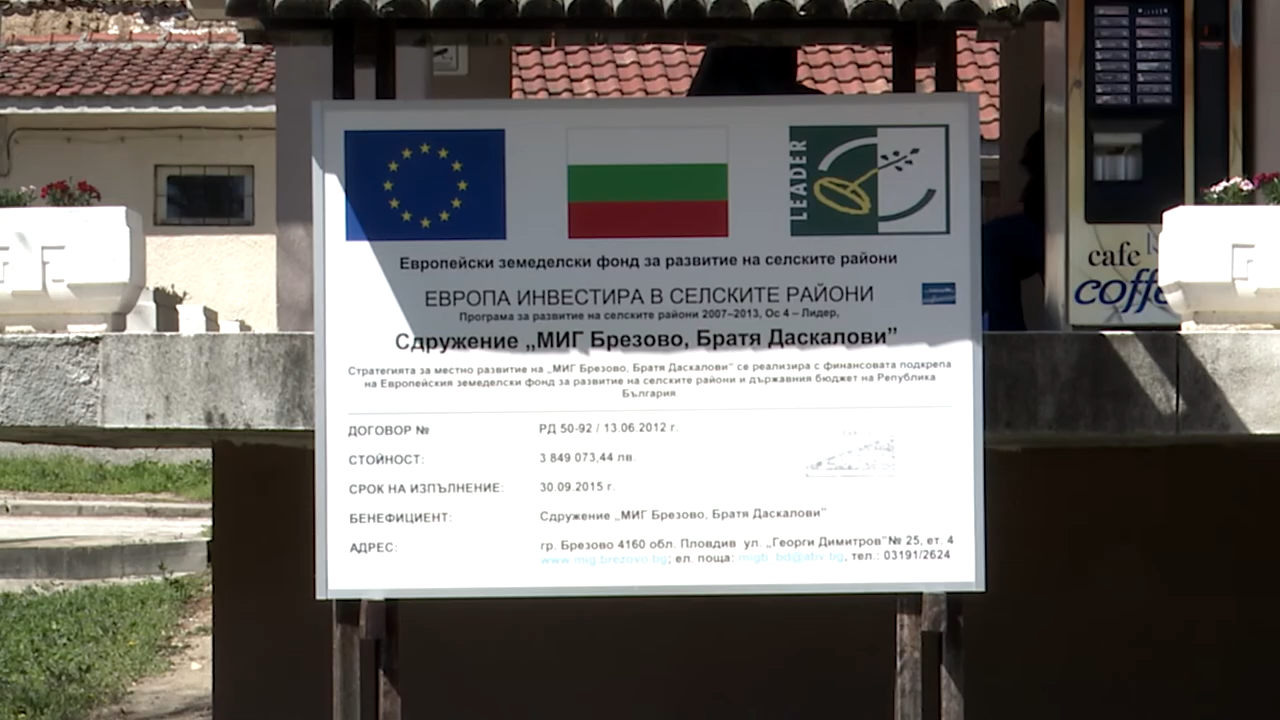 LEADER
Европейски земеделски фонд за развитие на селските райони
ЕВРОПА ИНВЕСТИРА В СЕЛСКИТЕ РАЙОНИ
Програма за развитие на селските райони 2007–2013, Ос 4 – Лидер,
Сдружение „МИГ Брезово, Братя Даскалови”
Стратегията за местно развитие на „МИГ Брезово, Братя Даскалови” се реализира с финансовата подкрепа
на Европейския земеделски фонд за развитие на селските райони и държавния бюджет на Република
България
ДОГОВОР № РД 50-92 / 13.06.2012 г.
СТОЙНОСТ: 3 849 073,44 лв.
СРОК НА ИЗПЪЛНЕНИЕ: 30.09.2015 г.
БЕНЕФИЦИЕНТ: Сдружение „МИГ Брезово, Братя Даскалови”
АДРЕС: гр. Брезово 4160 обл. Пловдив ул. „Георги Димитров”№ 25, ет. 4
www.mig.brezovo.bg; ел. поща: migb_bd@abv.bg, тел.: 03191/2624
cafe
coffe